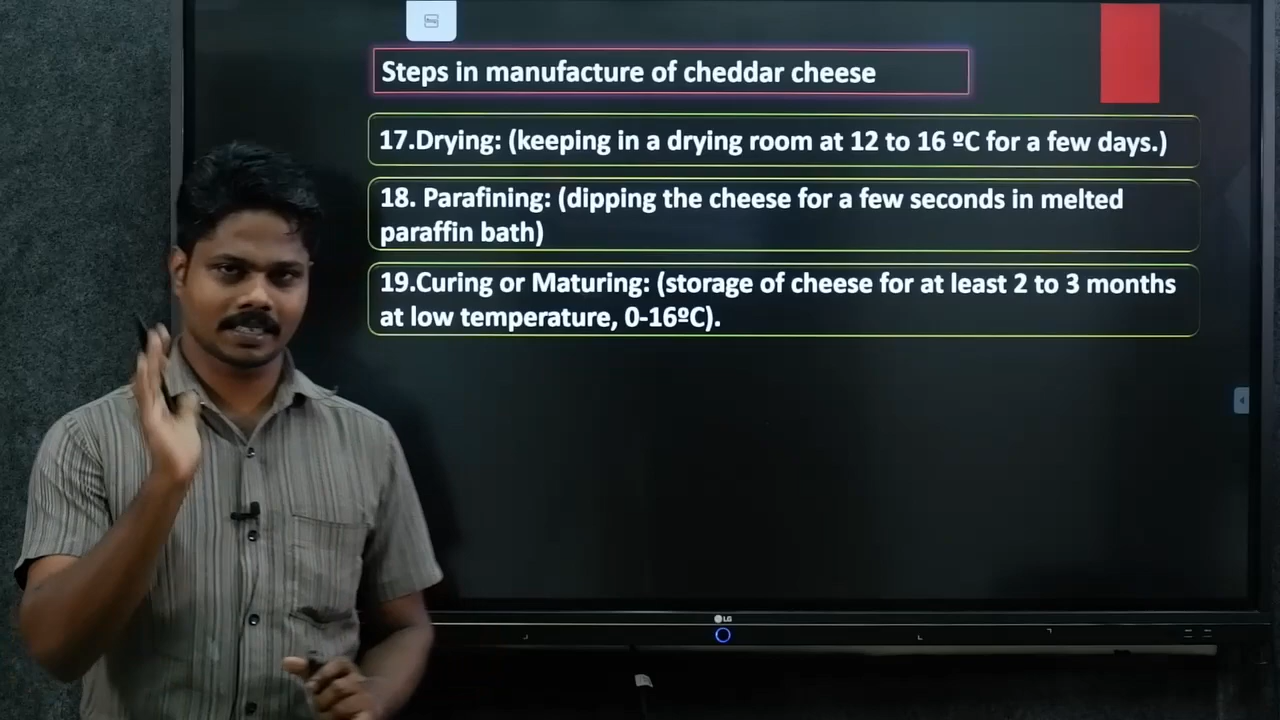 Steps in manufacture of cheddar cheese
17.Drying: (keeping in a drying room at 12 to 16 ºC for a few days.)
18. Parafining: (dipping the cheese for a few seconds in melted
paraffin bath)
19.Curing or Maturing: (storage of cheese for at least 2 to 3 months
at low temperature, 0-16ºC).
LG